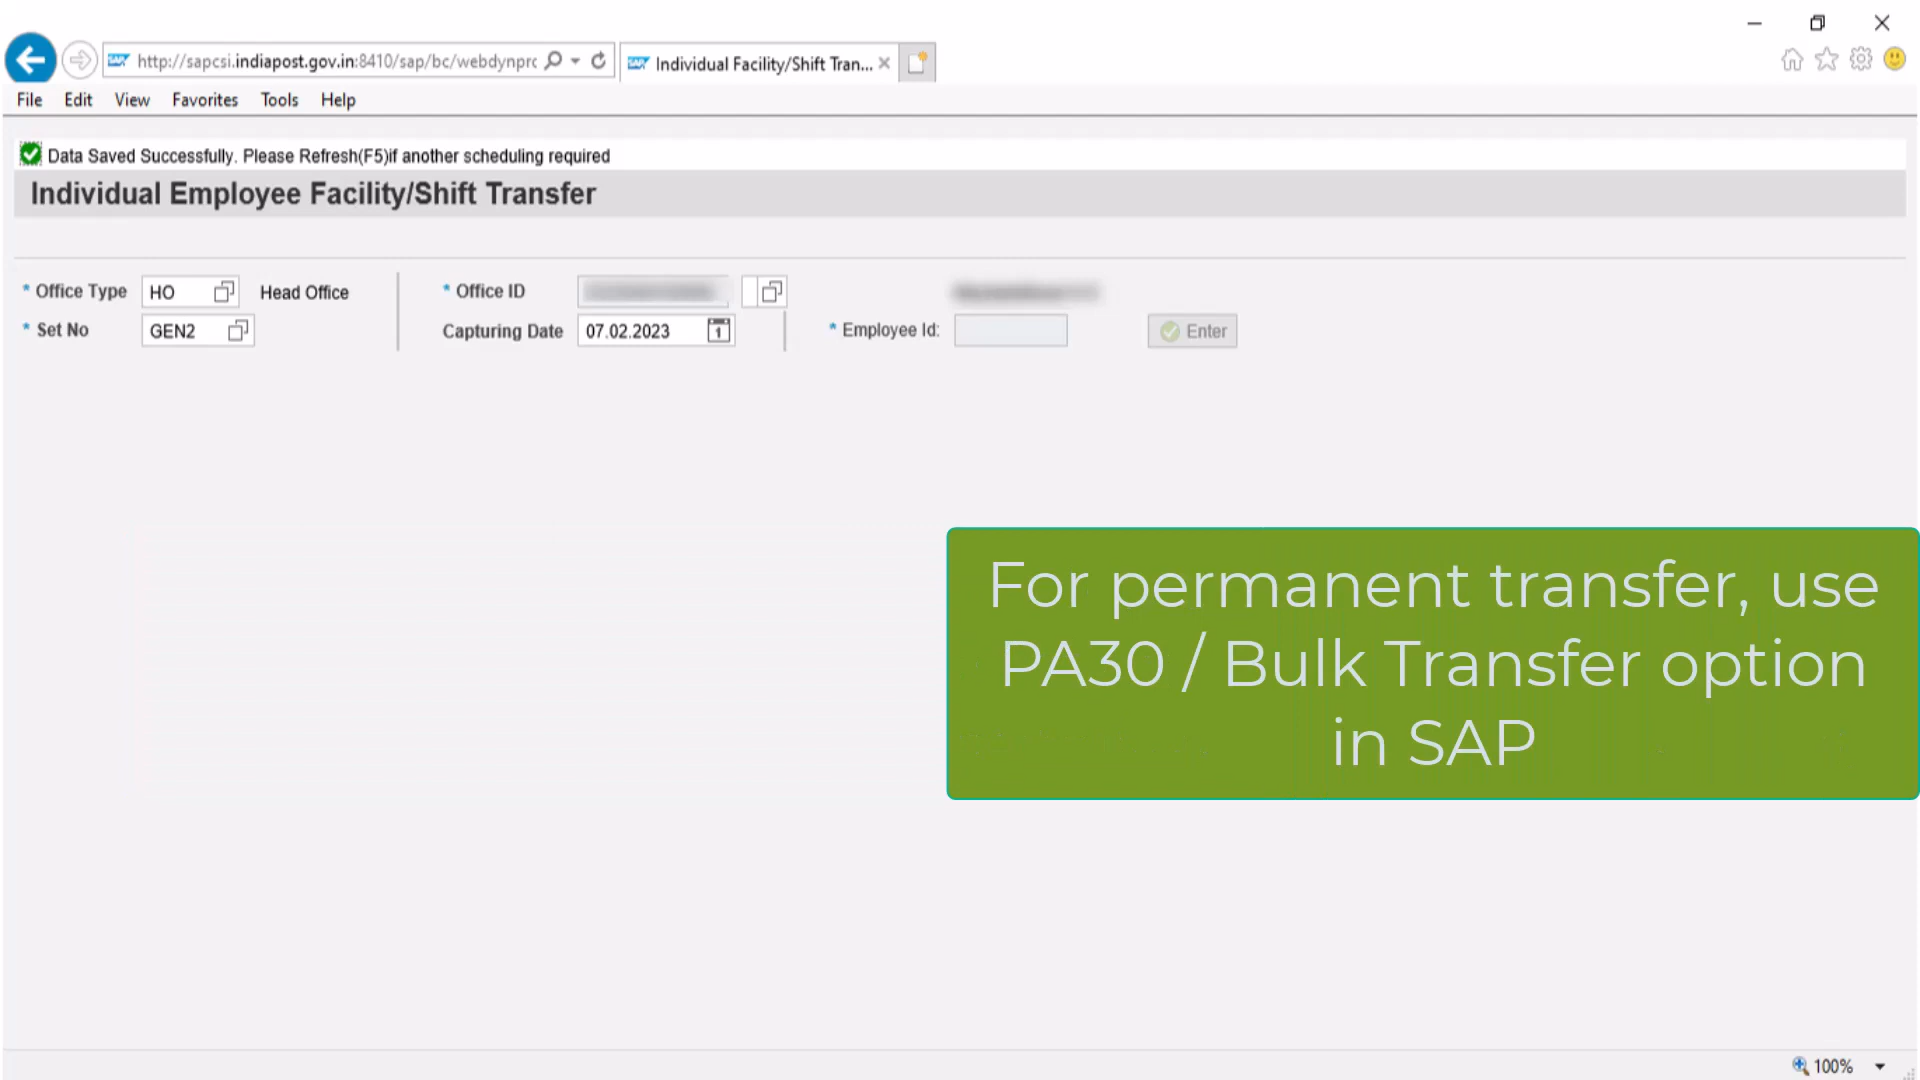 http://sapcsi.indiapost.gov.in:8410/sap/bc/webdynprc
Individual Facility/Shift Tran...
File Edit View Favorites Tools Help
Data Saved Successfully. Please Refresh(F5)if another scheduling required
Individual Employee Facility/Shift Transfer
* Office Type HO Head Office * Office ID
* Set No GEN2 Capturing Date 07.02.2023 1 * Employee Id: Enter
For permanent transfer, use
PA30 / Bulk Transfer option
in SAP
100%